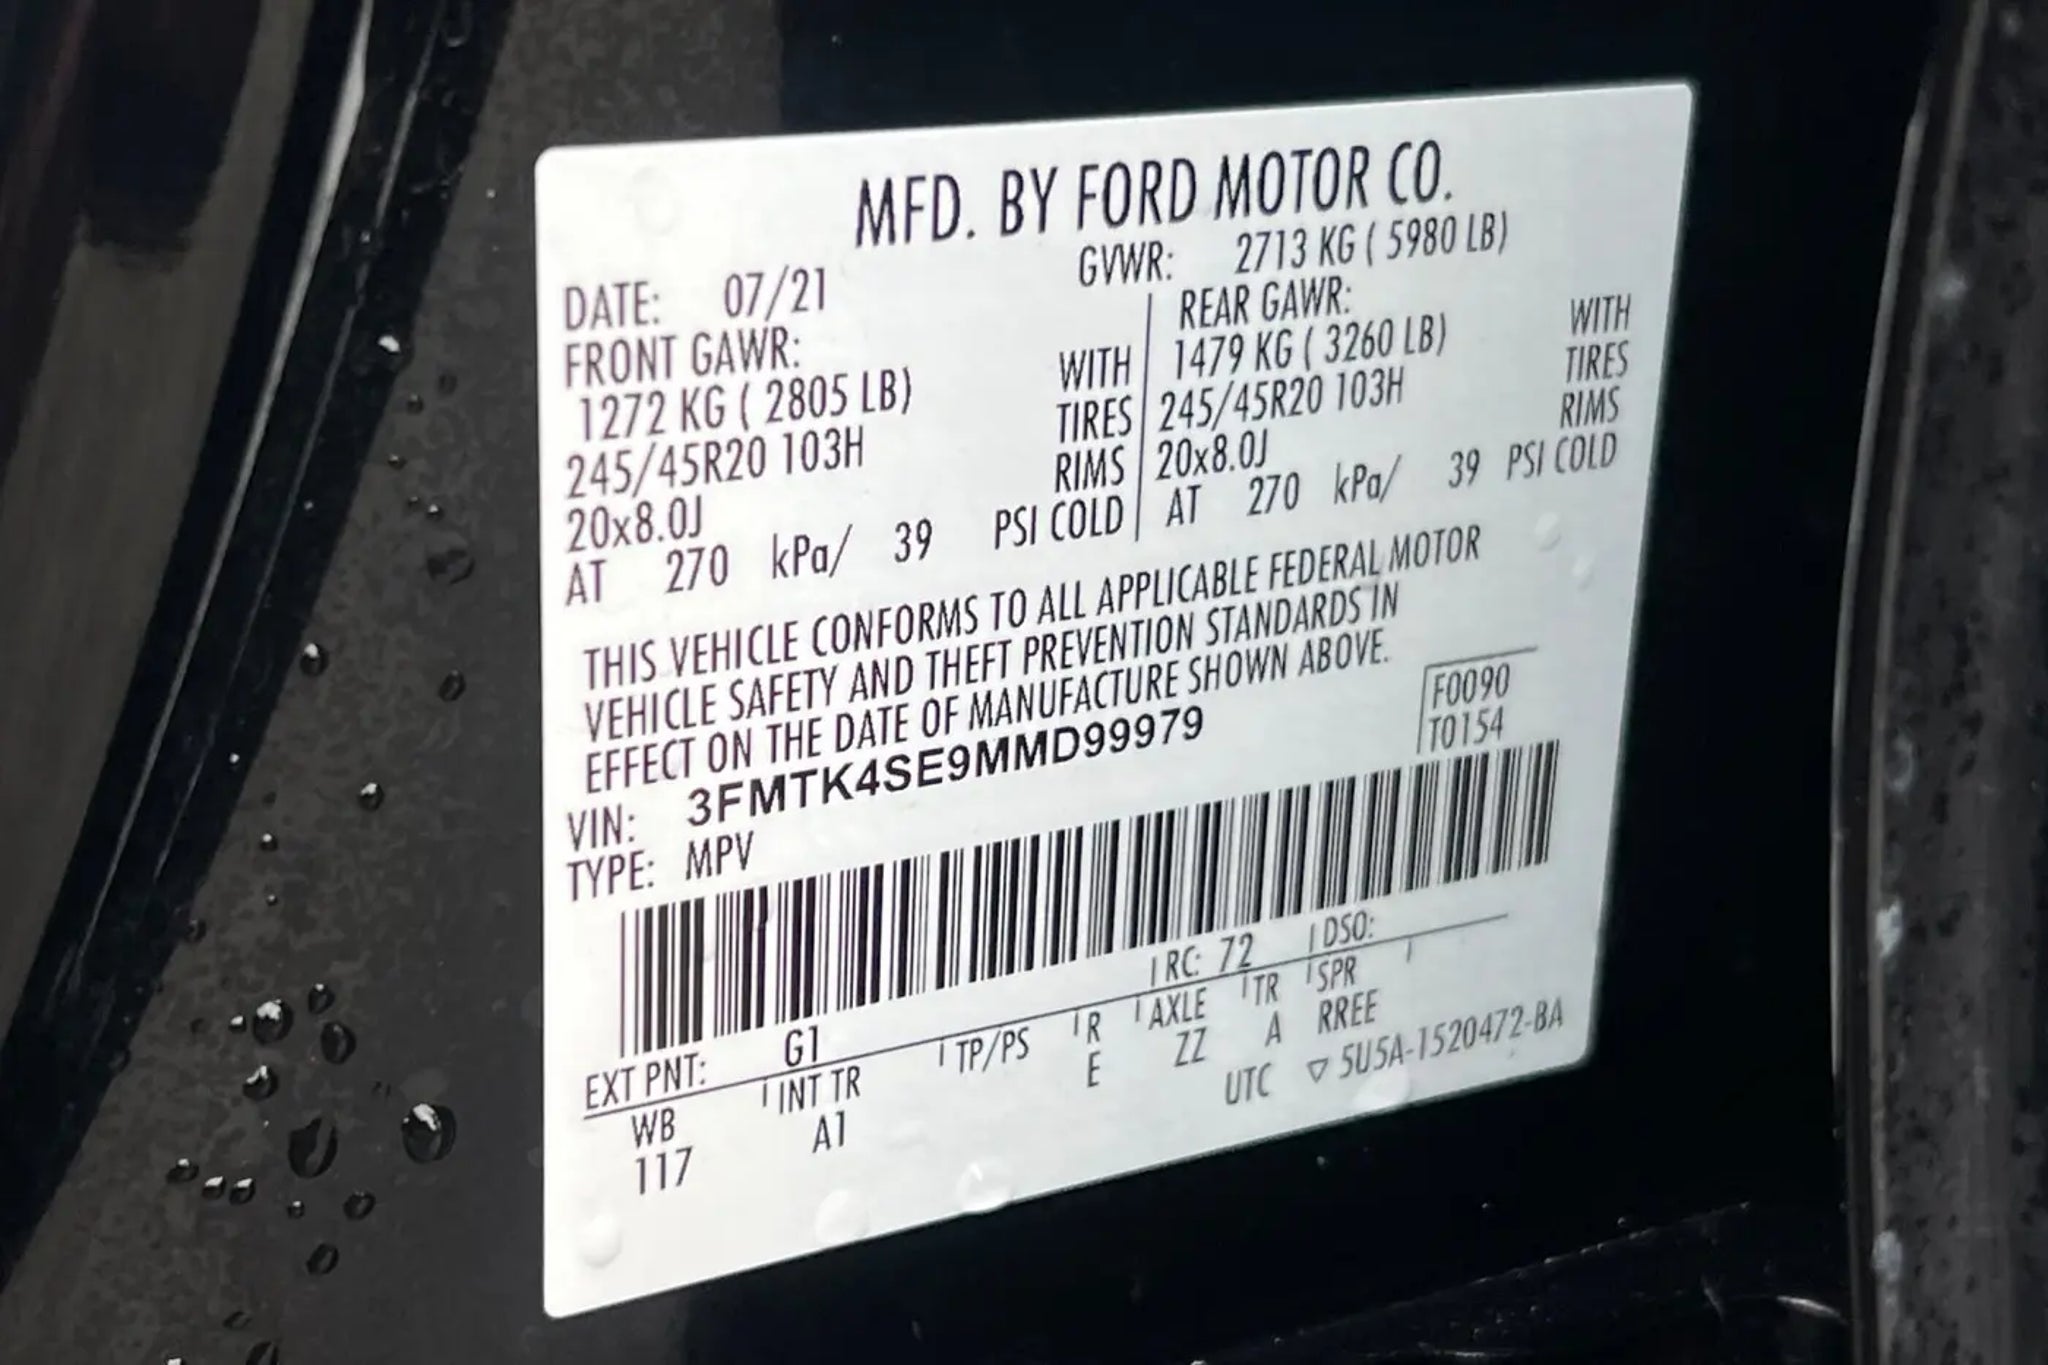 MFD. BY FORD MOTOR CO.
DATE: 07/21 GVWR: 2713 KG ( 5980 LB)
FRONT GAWR: REAR GAWR:
1272 KG ( 2805 LB) WITH 1479 KG ( 3260 LB) WITH
245/45R20 103H TIRES 245/45R20 103H TIRES
20x8.0J RIMS 20x8.0J RIMS
AT 270 kPa/ 39 PSI COLD AT 270 kPa/ 39 PSI COLD
THIS VEHICLE CONFORMS TO ALL APPLICABLE FEDERAL MOTOR
VEHICLE SAFETY AND THEFT PREVENTION STANDARDS IN
EFFECT ON THE DATE OF MANUFACTURE SHOWN ABOVE.
F0090
T0154
VIN: 3FMTK4SE9MMD99979
TYPE: MPV
EXT PNT: G1 RC: 72 DSO:
WB INT TR TP/PS R AXLE TR SPR
117 A1 E ZZ A RREE
UTC ▽ 5U5A-1520472-BA